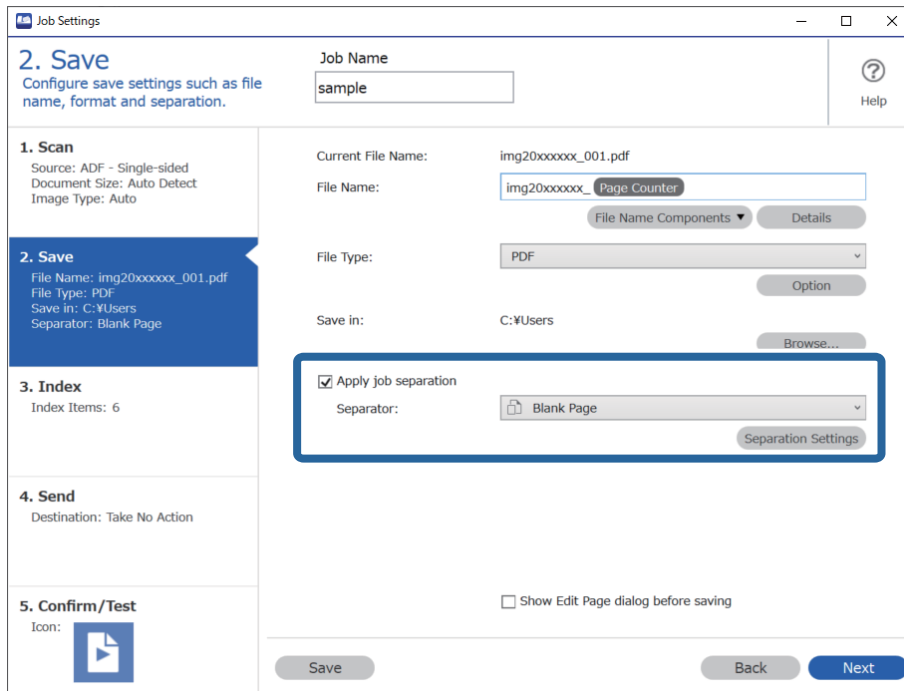 Job Settings
2. Save
Configure save settings such as file
name, format and separation.
Job Name
sample
Help
1. Scan
Source: ADF - Single-sided
Document Size: Auto Detect
Image Type: Auto
2. Save
File Name: img20xxxxxx_001.pdf
File Type: PDF
Save in: C:¥Users
Separator: Blank Page
3. Index
Index Items: 6
4. Send
Destination: Take No Action
5. Confirm/Test
Icon:
Current File Name: img20xxxxxx_001.pdf
File Name: img20xxxxxx_ Page Counter
File Name Components ▼ Details
File Type: PDF
Option
Save in: C:¥Users
Browse...
Apply job separation
Separator: Blank Page
Separation Settings
Show Edit Page dialog before saving
Save Back Next